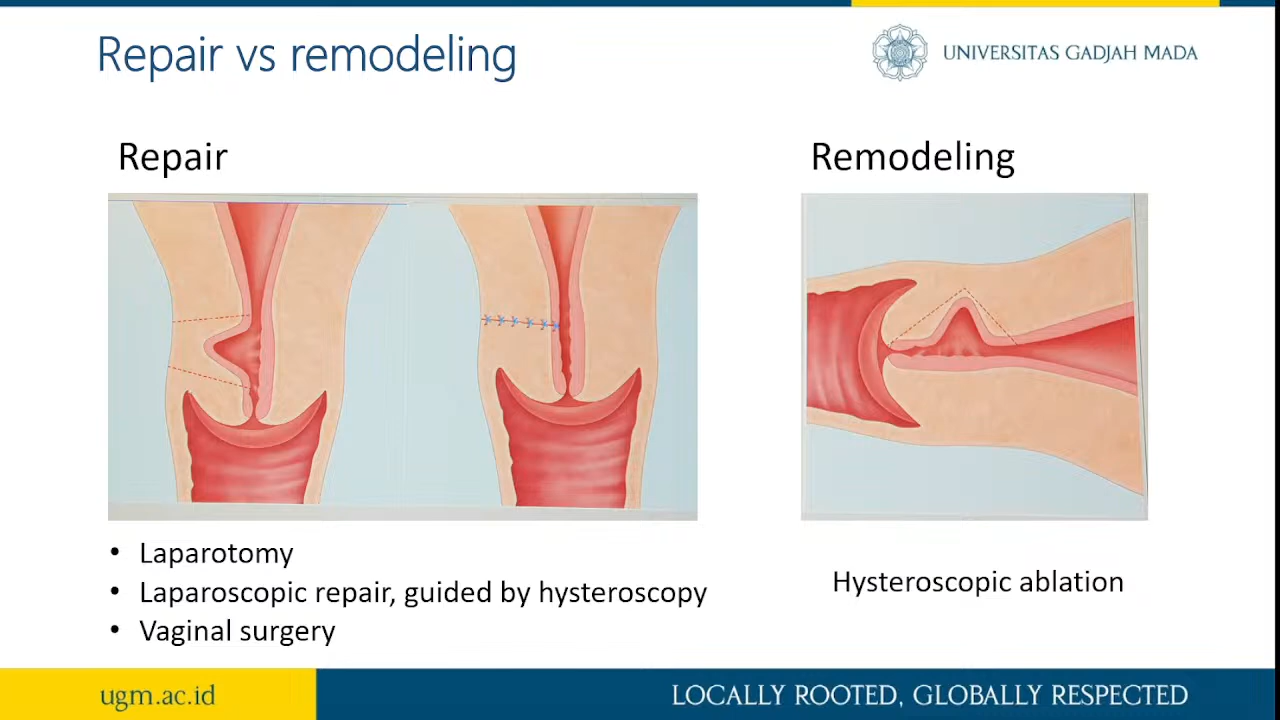 Repair vs remodeling
UNIVERSITAS GADJAH MADA
Repair
Remodeling
• Laparotomy
• Laparoscopic repair, guided by hysteroscopy
• Vaginal surgery
Hysteroscopic ablation
ugm.ac.id
LOCALLY ROOTED, GLOBALLY RESPECTED